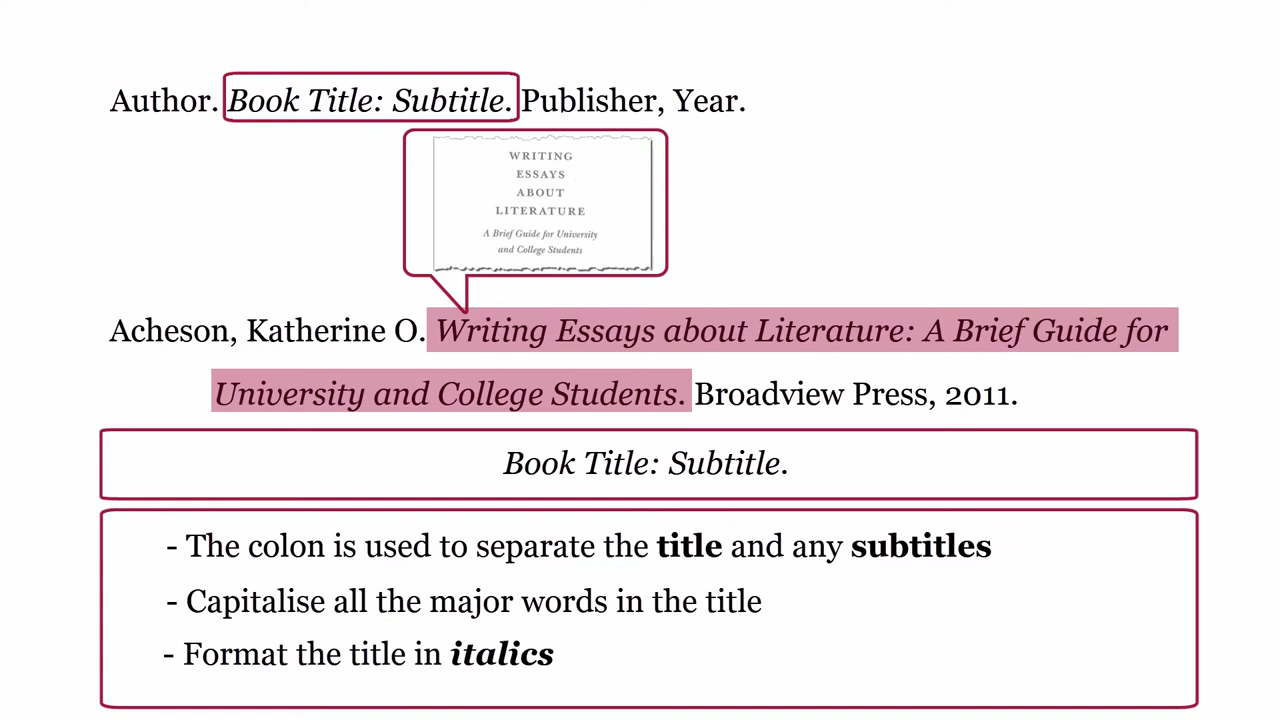 Author. Book Title: Subtitle. Publisher, Year.
WRITING
ESSAYS
ABOUT
LITERATURE
A Brief Guide for University
and College Students
Acheson, Katherine O. Writing Essays about Literature: A Brief Guide for
University and College Students. Broadview Press, 2011.
Book Title: Subtitle.
- The colon is used to separate the title and any subtitles
- Capitalise all the major words in the title
- Format the title in italics